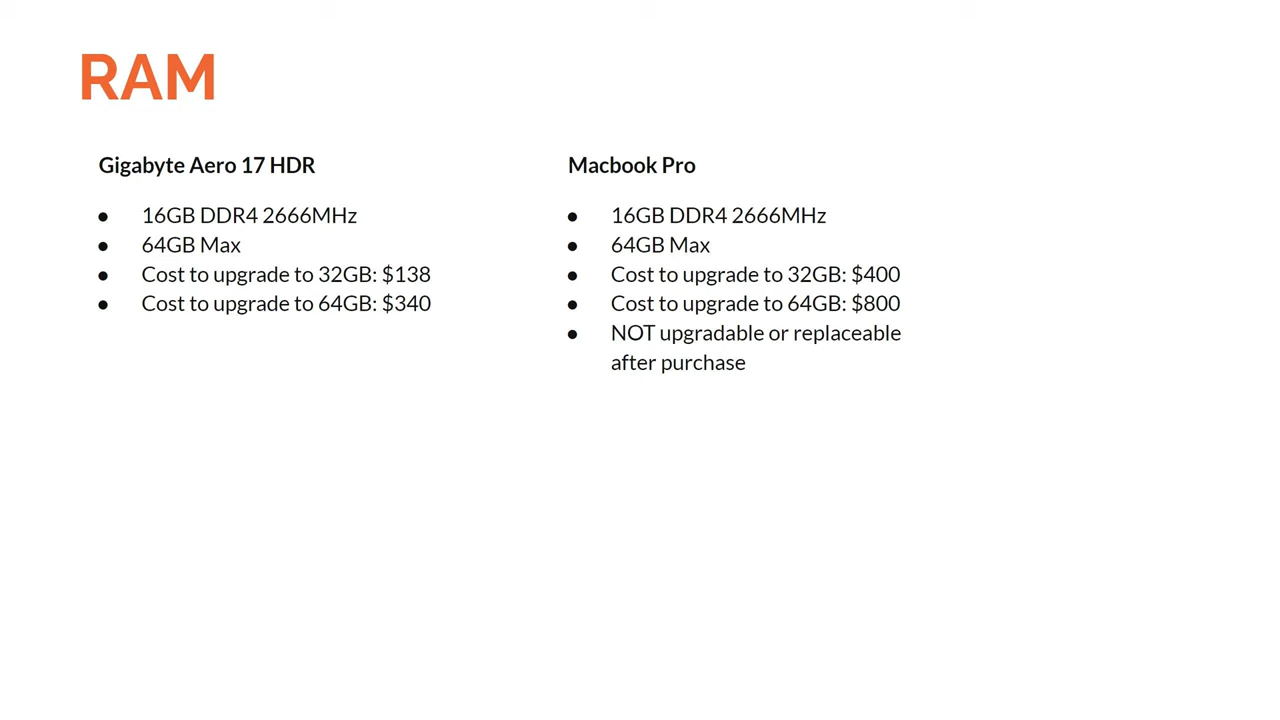 RAM
Gigabyte Aero 17 HDR
● 16GB DDR4 2666MHz
● 64GB Max
● Cost to upgrade to 32GB: $138
● Cost to upgrade to 64GB: $340
Macbook Pro
● 16GB DDR4 2666MHz
● 64GB Max
● Cost to upgrade to 32GB: $400
● Cost to upgrade to 64GB: $800
● NOT upgradable or replaceable
after purchase